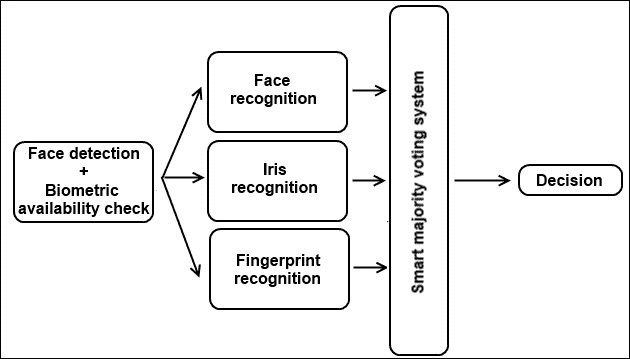 Face detection
+
Biometric
availability check
Face
recognition
Iris
recognition
Fingerprint
recognition
Smart majority voting system
Decision